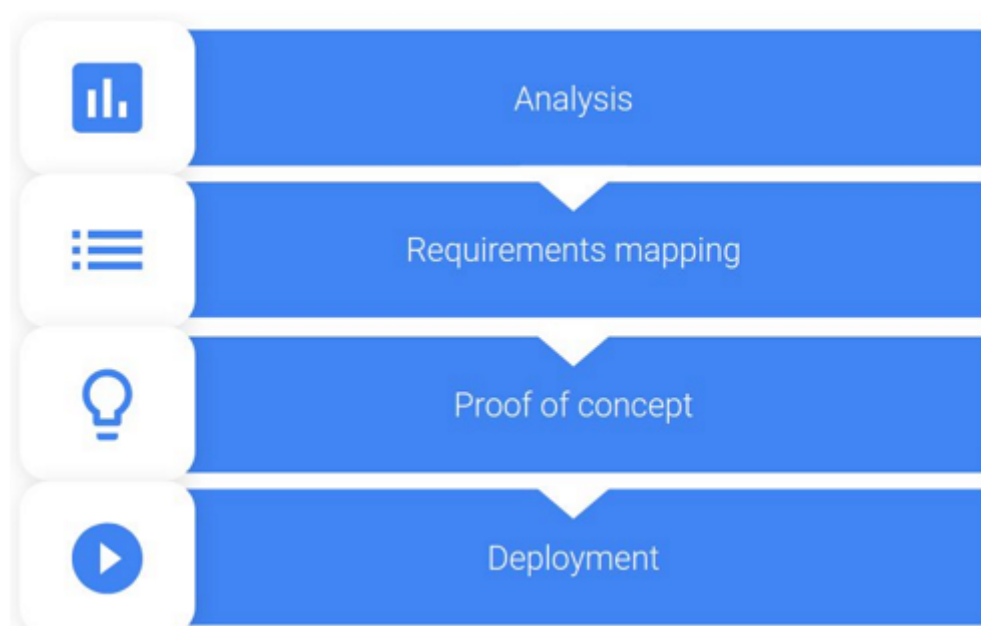 Analysis
Requirements mapping
Proof of concept
Deployment